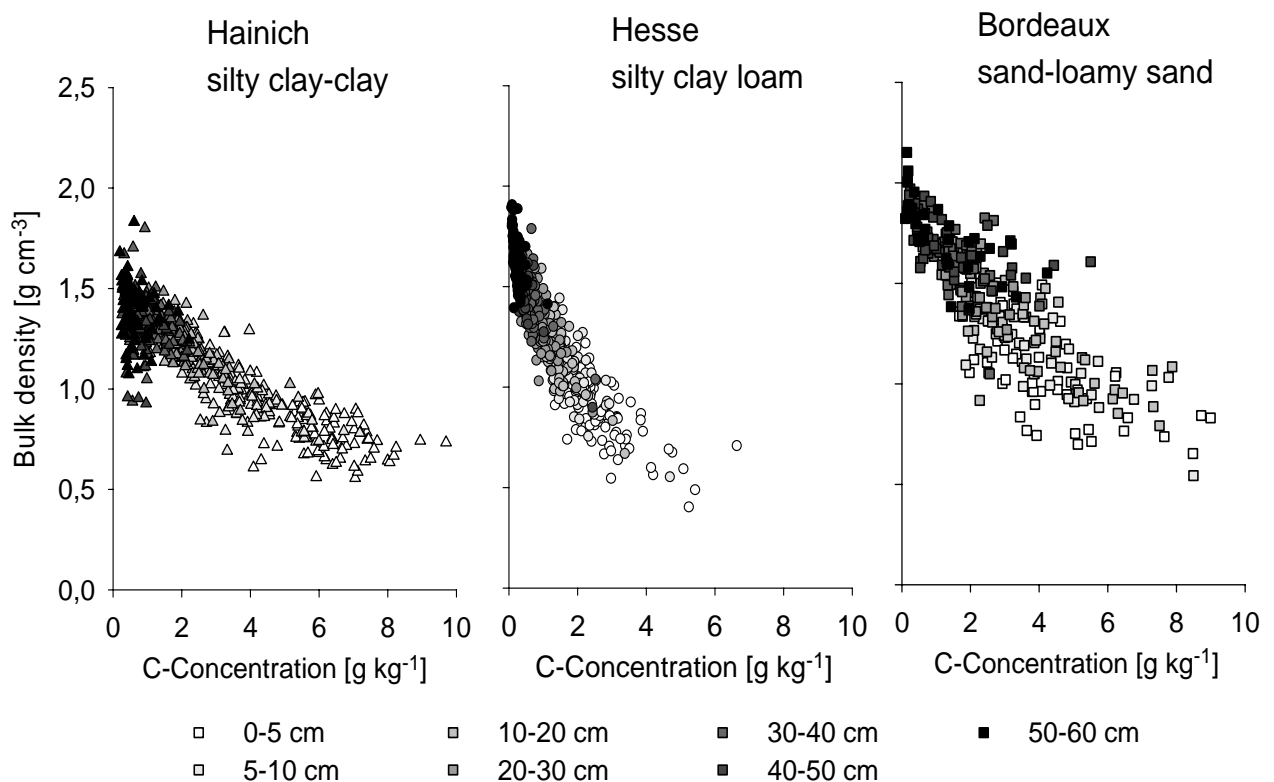 Hainich
silty clay-clay
Hesse
silty clay loam
Bordeaux
sand-loamy sand
Bulk density [g cm-3]
2,5
2,0
1,5
1,0
0,5
0,0
0 2 4 6 8 10
C-Concentration [g kg-1]
0 2 4 6 8 10
C-Concentration [g kg-1]
0 2 4 6 8 10
C-Concentration [g kg-1]
0-5 cm 10-20 cm 30-40 cm 50-60 cm
5-10 cm 20-30 cm 40-50 cm